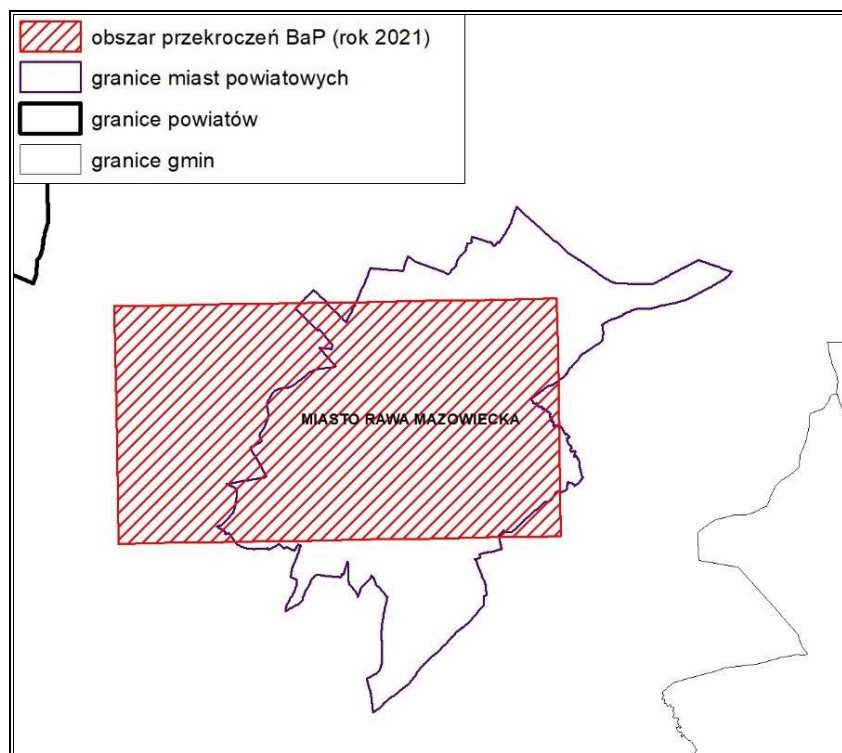 obszar przekroczeń BaP (rok 2021)
granice miast powiatowych
granice powiatów
granice gmin
MIASTO RAWA MAZOWIECKA